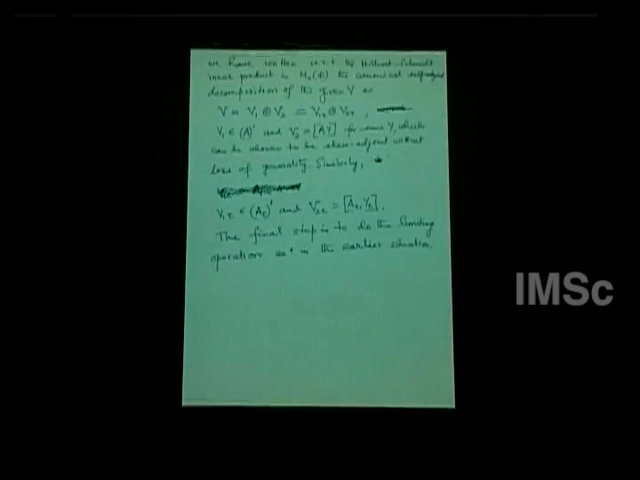 we have written w.r.t. the Hilbert-Schmidt
inner product in Mₙ(ℂ) the canonical
decomposition of the given V as
V = V₁ ⊕ V₂ = V₁ε ⊕ V₂ε,
V₁ ∈ (A)′ and V₂ = [A, Y] for some Y, which
can be chosen to be skew-adjoint without
loss of generality. Similarly,
V₁ε ∈ (Aε)′ and V₂ε = [Aε, Yε].
The final step is to do the limiting
operation as in the earlier situation.
IMSc